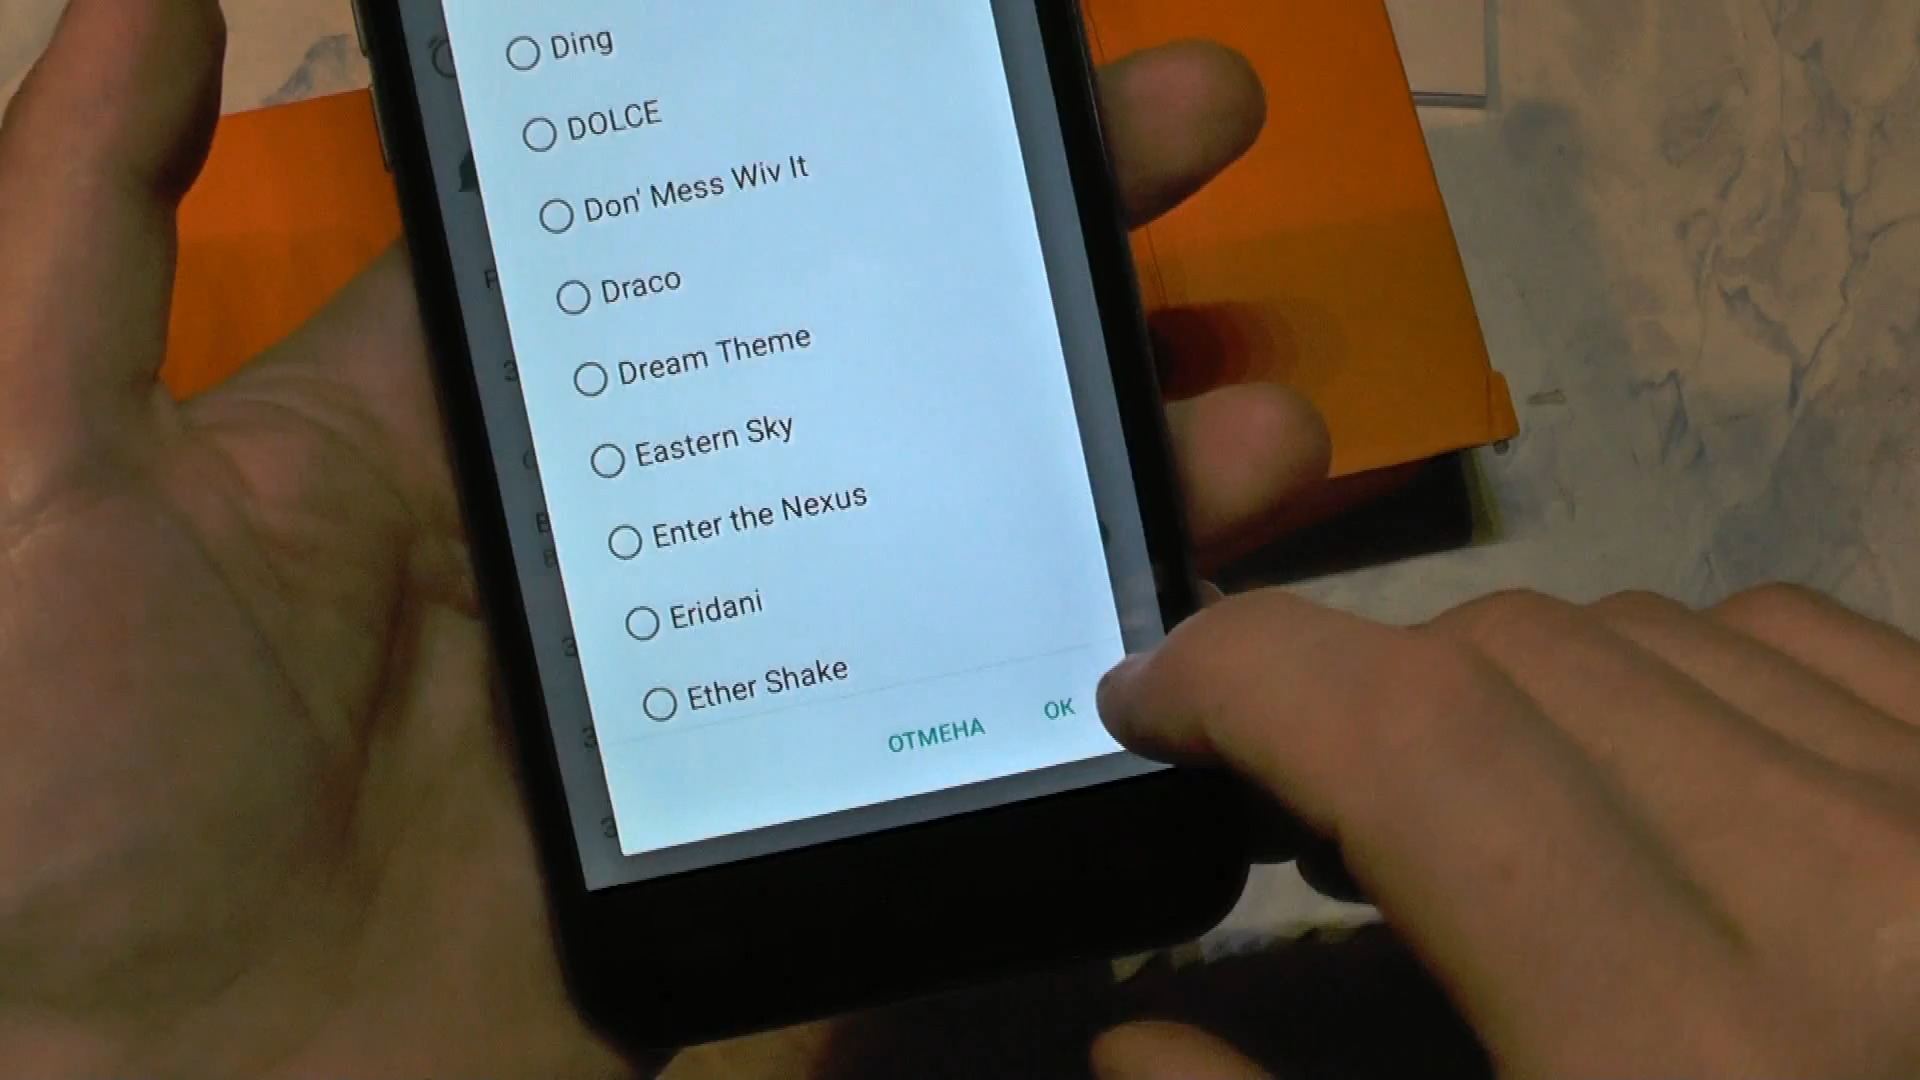 Ding
DOLCE
Don' Mess Wiv It
Draco
Dream Theme
Eastern Sky
Enter the Nexus
Eridani
Ether Shake
ОТМЕНА
OK